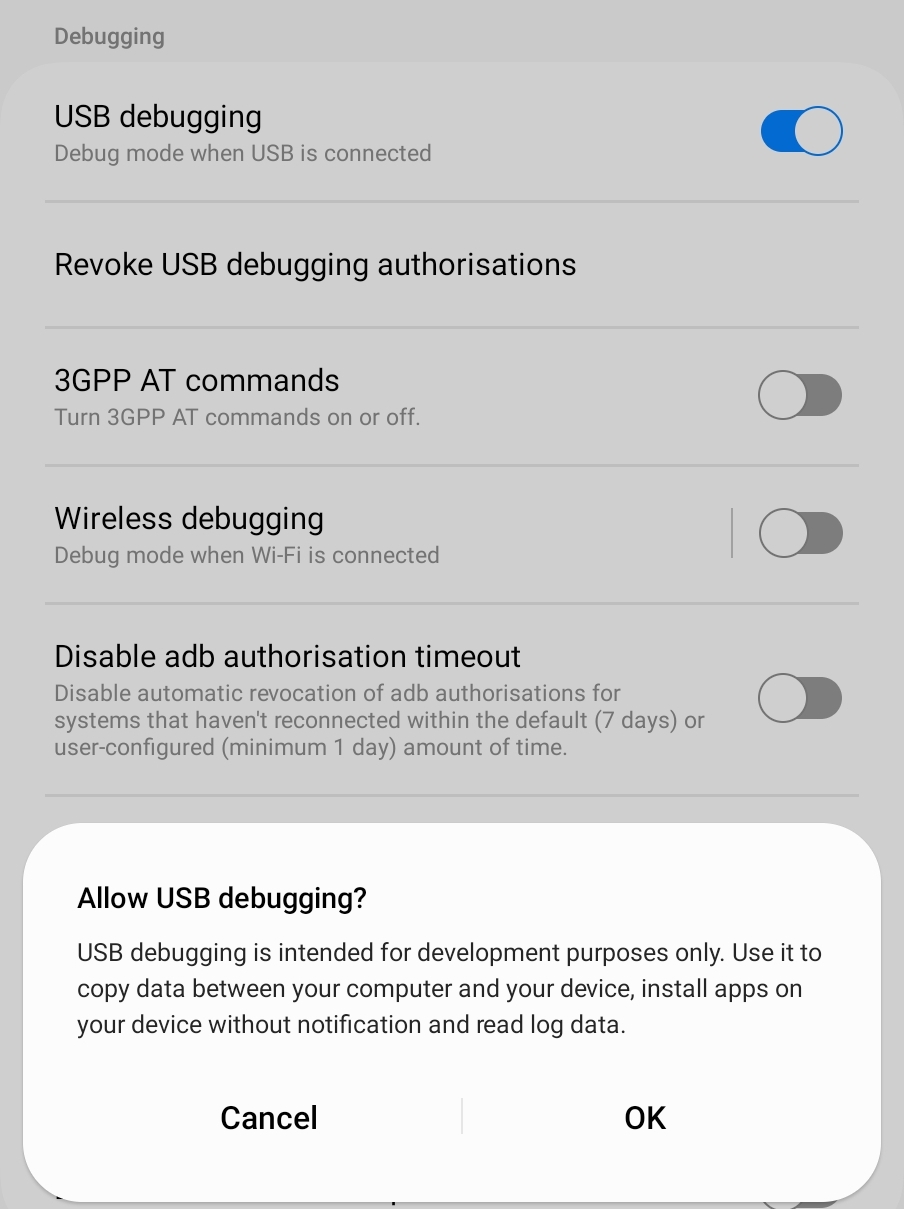 Debugging
USB debugging
Debug mode when USB is connected
Revoke USB debugging authorisations
3GPP AT commands
Turn 3GPP AT commands on or off.
Wireless debugging
Debug mode when Wi-Fi is connected
Disable adb authorisation timeout
Disable automatic revocation of adb authorisations for
systems that haven't reconnected within the default (7 days) or
user-configured (minimum 1 day) amount of time.
Allow USB debugging?
USB debugging is intended for development purposes only. Use it to
copy data between your computer and your device, install apps on
your device without notification and read log data.
Cancel
OK